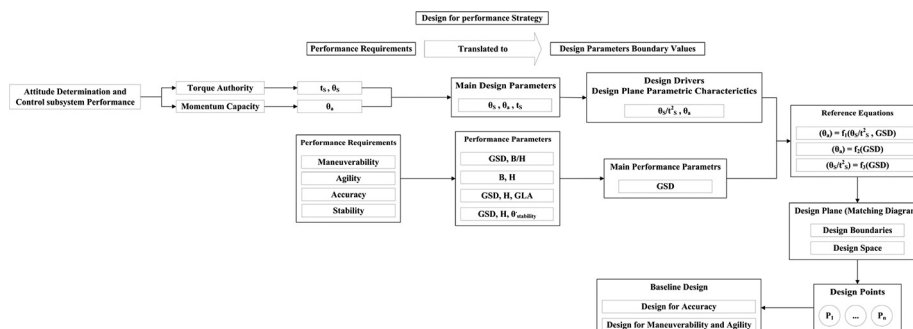 Design for performance Strategy
Performance Requirements
Translated to
Design Parameters Boundary Values
Attitude Determination and
Control subsystem Performance
Torque Authority
Momentum Capacity
tS , θS
θa
Main Design Parameters
θS , θa , tS
Design Drivers
Design Plane Parametric Charecterictics
θS/t²S , θa
Performance Requirements
Maneuverability
Agility
Accuracy
Stability
Performance Parameters
GSD, B/H
B, H
GSD, H, GLA
GSD, H, θ'stability
Main Performance Parametrs
GSD
Reference Equations
(θa) = f1(θS/t²S , GSD)
(θa) = f2(GSD)
(θS/t²S) = f3(GSD)
Design Plane (Matching Diagram
Design Boundaries
Design Space
Design Points
P1 ... Pn
Baseline Design
Design for Accuracy
Design for Maneuverability and Agility